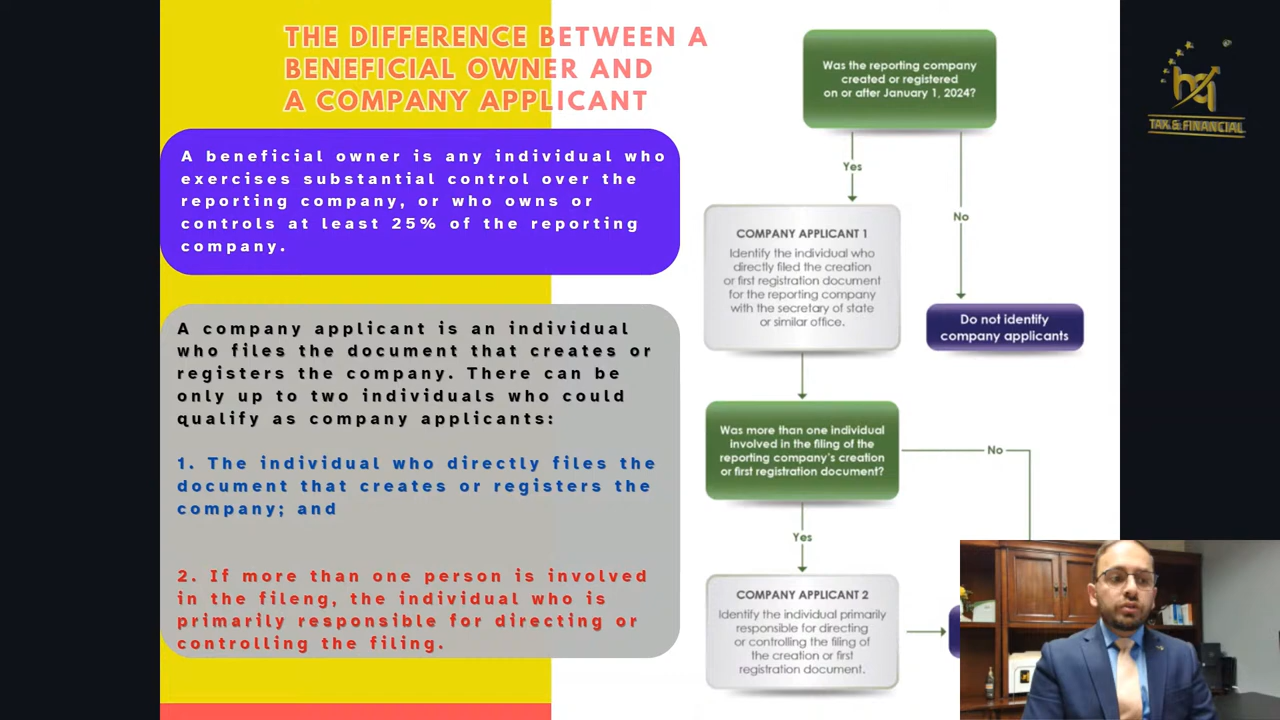 THE DIFFERENCE BETWEEN A
BENEFICIAL OWNER AND
A COMPANY APPLICANT
A beneficial owner is any individual who
exercises substantial control over the
reporting company, or who owns or
controls at least 25% of the reporting
company.
A company applicant is an individual
who files the document that creates or
registers the company. There can be
only up to two individuals who could
qualify as company applicants:
1. The individual who directly files the
document that creates or registers the
company; and
2. If more than one person is involved
in the fileng, the individual who is
primarily responsible for directing or
controlling the filing.
Was the reporting company
created or registered
on or after January 1, 2024?
Yes
No
COMPANY APPLICANT 1
Identify the individual who
directly filed the creation
or first registration document
for the reporting company
with the secretary of state
or similar office.
Do not identify
company applicants
Was more than one individual
involved in the filing of the
reporting company's creation
or first registration document?
No
Yes
COMPANY APPLICANT 2
Identify the individual primarily
responsible for directing
or controlling the filing of
the creation or first
registration document.
TAX & FINANCIAL